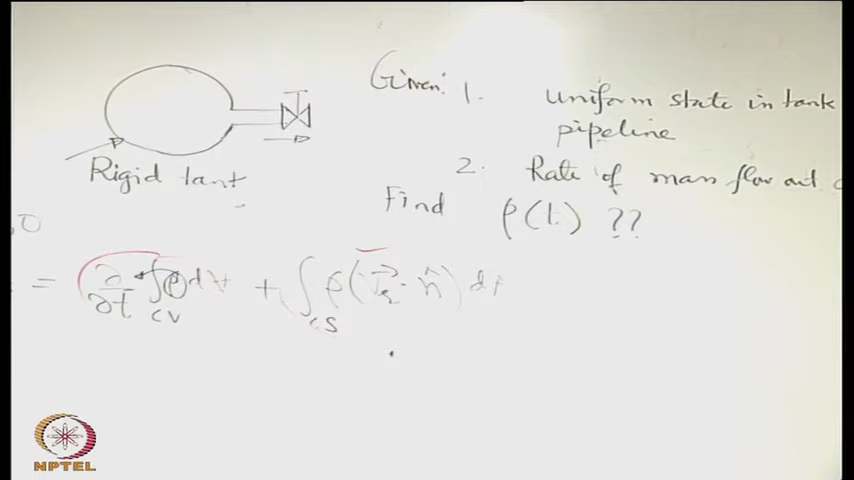 Given: 1. Uniform state in tank
pipeline
2. Rate of mass flow out
Rigid tank
Find ρ(t) ??
0
= ∂/∂t ∫ ρ dV + ∫ ρ(V⃗r · n̂) dA
CV CS
NPTEL